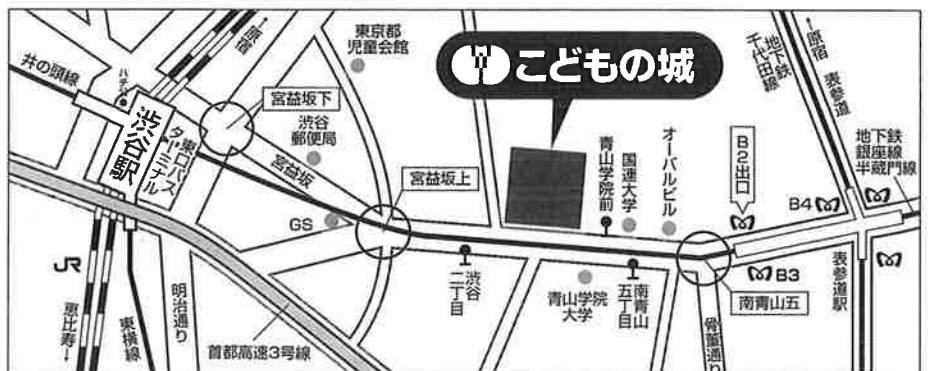 ←原宿
東京都
児童会館
こどもの城
←原宿
地下鉄
千代田線
表参道
井の頭線
ハチ公
渋谷駅
東口バス
ターミナル
宮益坂下
渋谷
郵便局
宮益坂
宮益坂上
GS
青山学院前
国連大学
オーバルビル
B2出口
B4
地下鉄
銀座線
半蔵門線
JR
恵比寿→
東横線
明治通り
首都高速3号線
渋谷
二丁目
青山学院
大学
南青山
五丁目
B3
南青山五
骨董通り
表参道駅